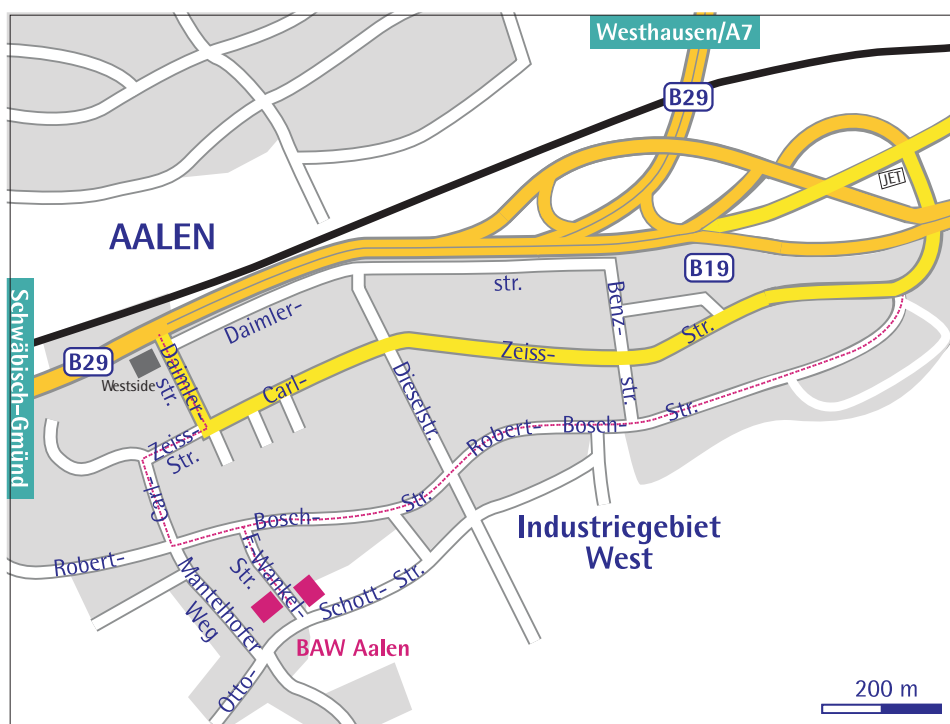 Westhausen/A7
B29
JET
AALEN
B19
Schwäbisch-Gmünd
B29
Westside
Daimler-
str.
Daimler-
str.
Benz-
str.
Carl-
Zeiss-
Str.
Dieselstr.
Zeiss-
Str.
Carl-
Robert-
Bosch-
Str.
Robert-
Bosch-
Str.
F.-Wankel-
Str.
Mantelhofer
Weg
Otto-
Schott-
Str.
Industriegebiet
West
BAW Aalen
200 m